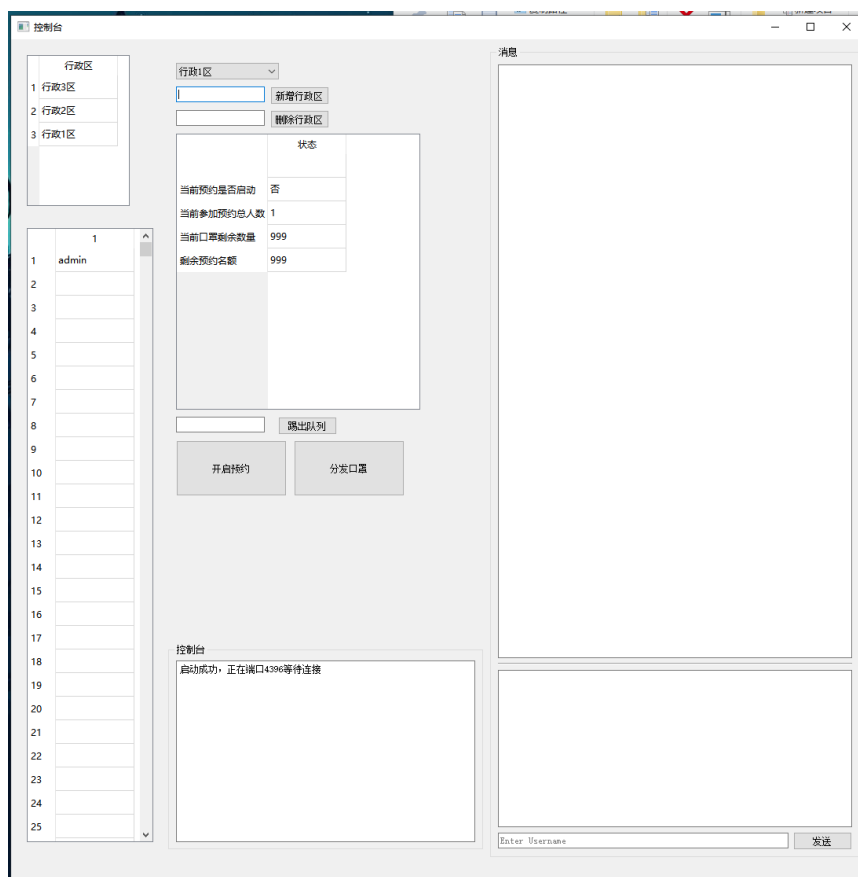 控制台
行政区
1 行政3区
2 行政2区
3 行政1区
1
1 admin
2
3
4
5
6
7
8
9
10
11
12
13
14
15
16
17
18
19
20
21
22
23
24
25
行政1区
新增行政区
删除行政区
状态
当前预约是否启动 否
当前参加预约总人数 1
当前口罩剩余数量 999
剩余预约名额 999
踢出队列
开启预约 分发口罩
控制台
启动成功，正在端口4396等待连接
消息
Enter Username 发送